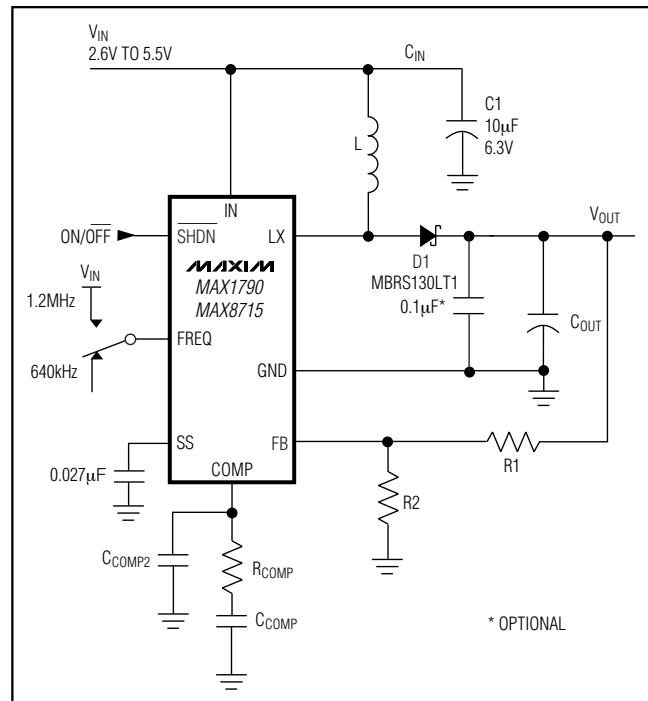 VIN
2.6V TO 5.5V
CIN
C1
10μF
6.3V
L
IN
ON/OFF
SHDN
LX
VOUT
MAXIM
MAX1790
MAX8715
D1
MBRS130LT1
0.1μF*
COUT
VIN
1.2MHz
FREQ
640kHz
GND
SS
FB
0.027μF
COMP
R1
R2
CCOMP2
RCOMP
CCOMP
* OPTIONAL